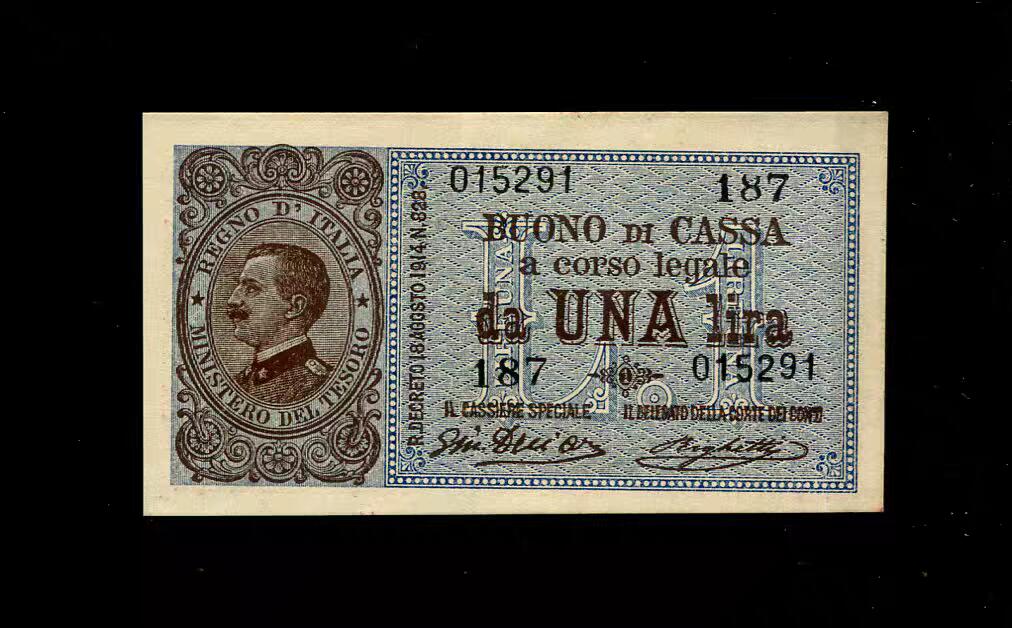 REGNO D' ITALIA
★ MINISTERO DEL TESORO ★
R. DECRETO, 18 AGOSTO, 1914, N. 828.
015291
187
BUONO DI CASSA
a corso legale
da UNA lira
187
015291
IL CASSIERE SPECIALE
IL DELEGATO DELLA CORTE DEI CONTI